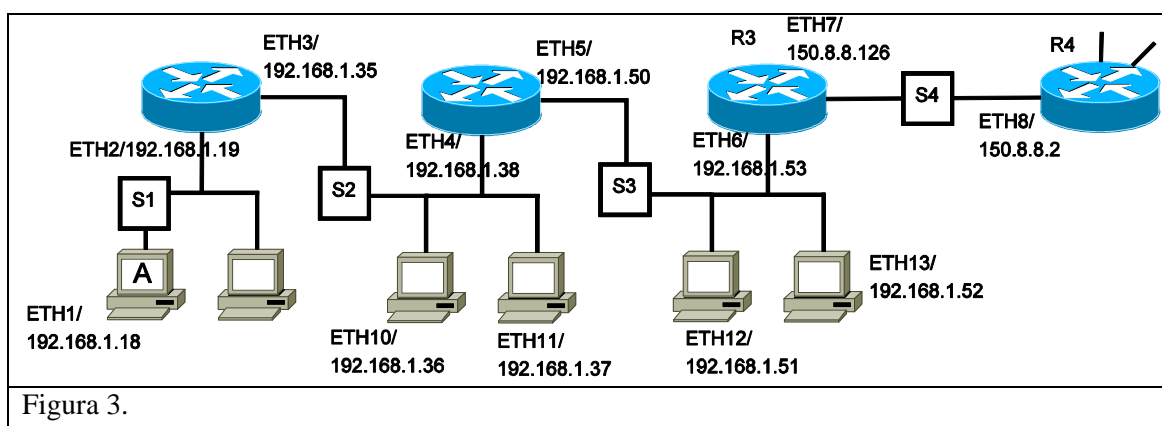 ETH3/
192.168.1.35
ETH5/
192.168.1.50
R3
ETH7/
150.8.8.126
R4
ETH2/192.168.1.19
ETH4/
192.168.1.38
ETH6/
192.168.1.53
ETH8/
150.8.8.2
S1
S2
S3
S4
A
ETH1/
192.168.1.18
ETH10/
192.168.1.36
ETH11/
192.168.1.37
ETH12/
192.168.1.51
ETH13/
192.168.1.52
Figura 3.